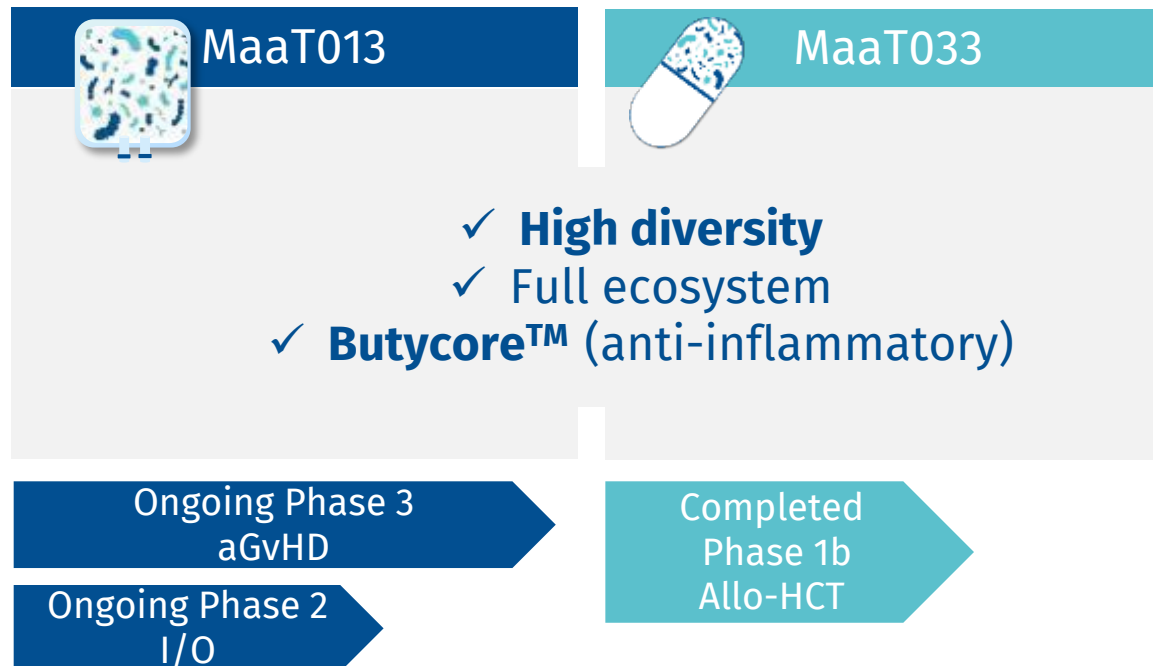 MaaT013
MaaT033
✓ High diversity
✓ Full ecosystem
✓ Butycore™ (anti-inflammatory)
Ongoing Phase 3
aGvHD
Ongoing Phase 2
I/O
Completed
Phase 1b
Allo-HCT